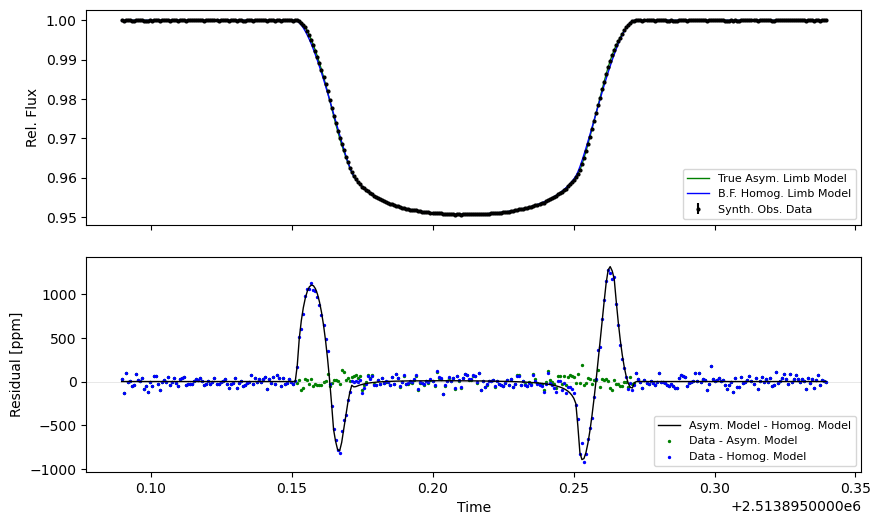 1.00
0.99
0.98
0.97
0.96
0.95
Rel. Flux
True Asym. Limb Model
B.F. Homog. Limb Model
Synth. Obs. Data
1000
500
0
−500
−1000
Residual [ppm]
Asym. Model - Homog. Model
Data - Asym. Model
Data - Homog. Model
0.10 0.15 0.20 0.25 0.30 0.35
Time
+2.5138950000e6